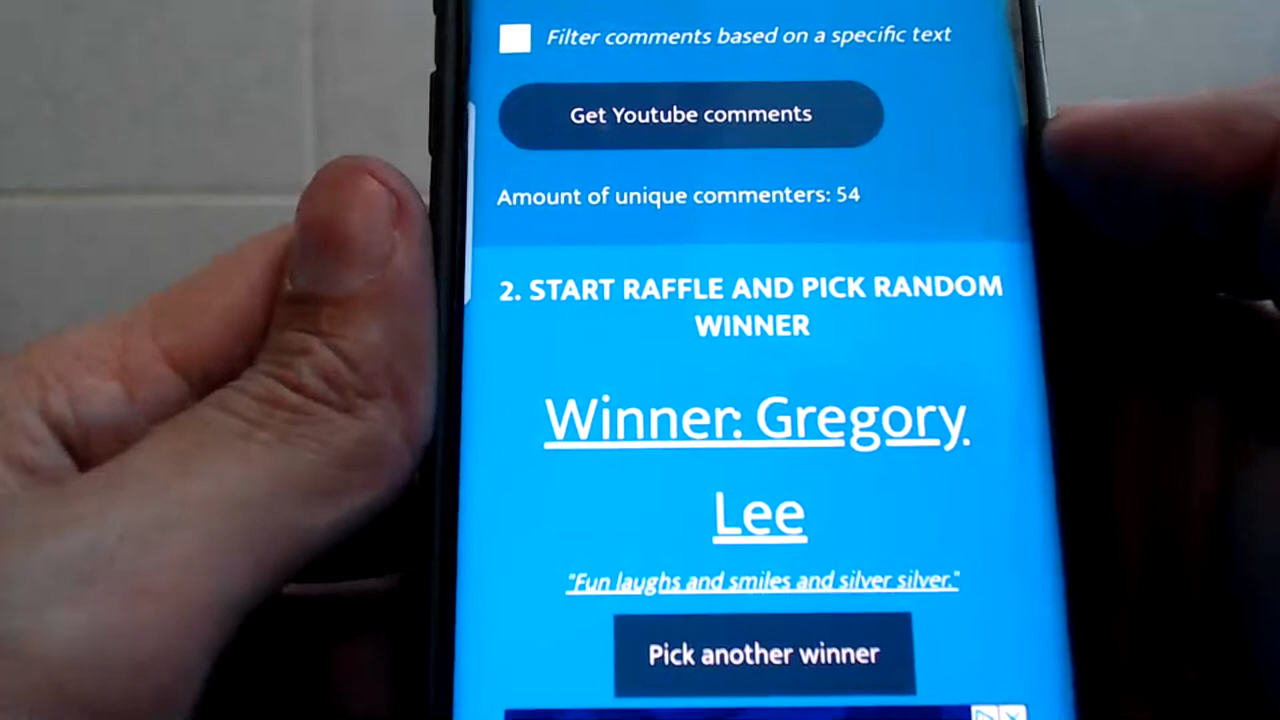 Filter comments based on a specific text
Get Youtube comments
Amount of unique commenters: 54
2. START RAFFLE AND PICK RANDOM
WINNER
Winner: Gregory
Lee
"Fun laughs and smiles and silver silver."
Pick another winner